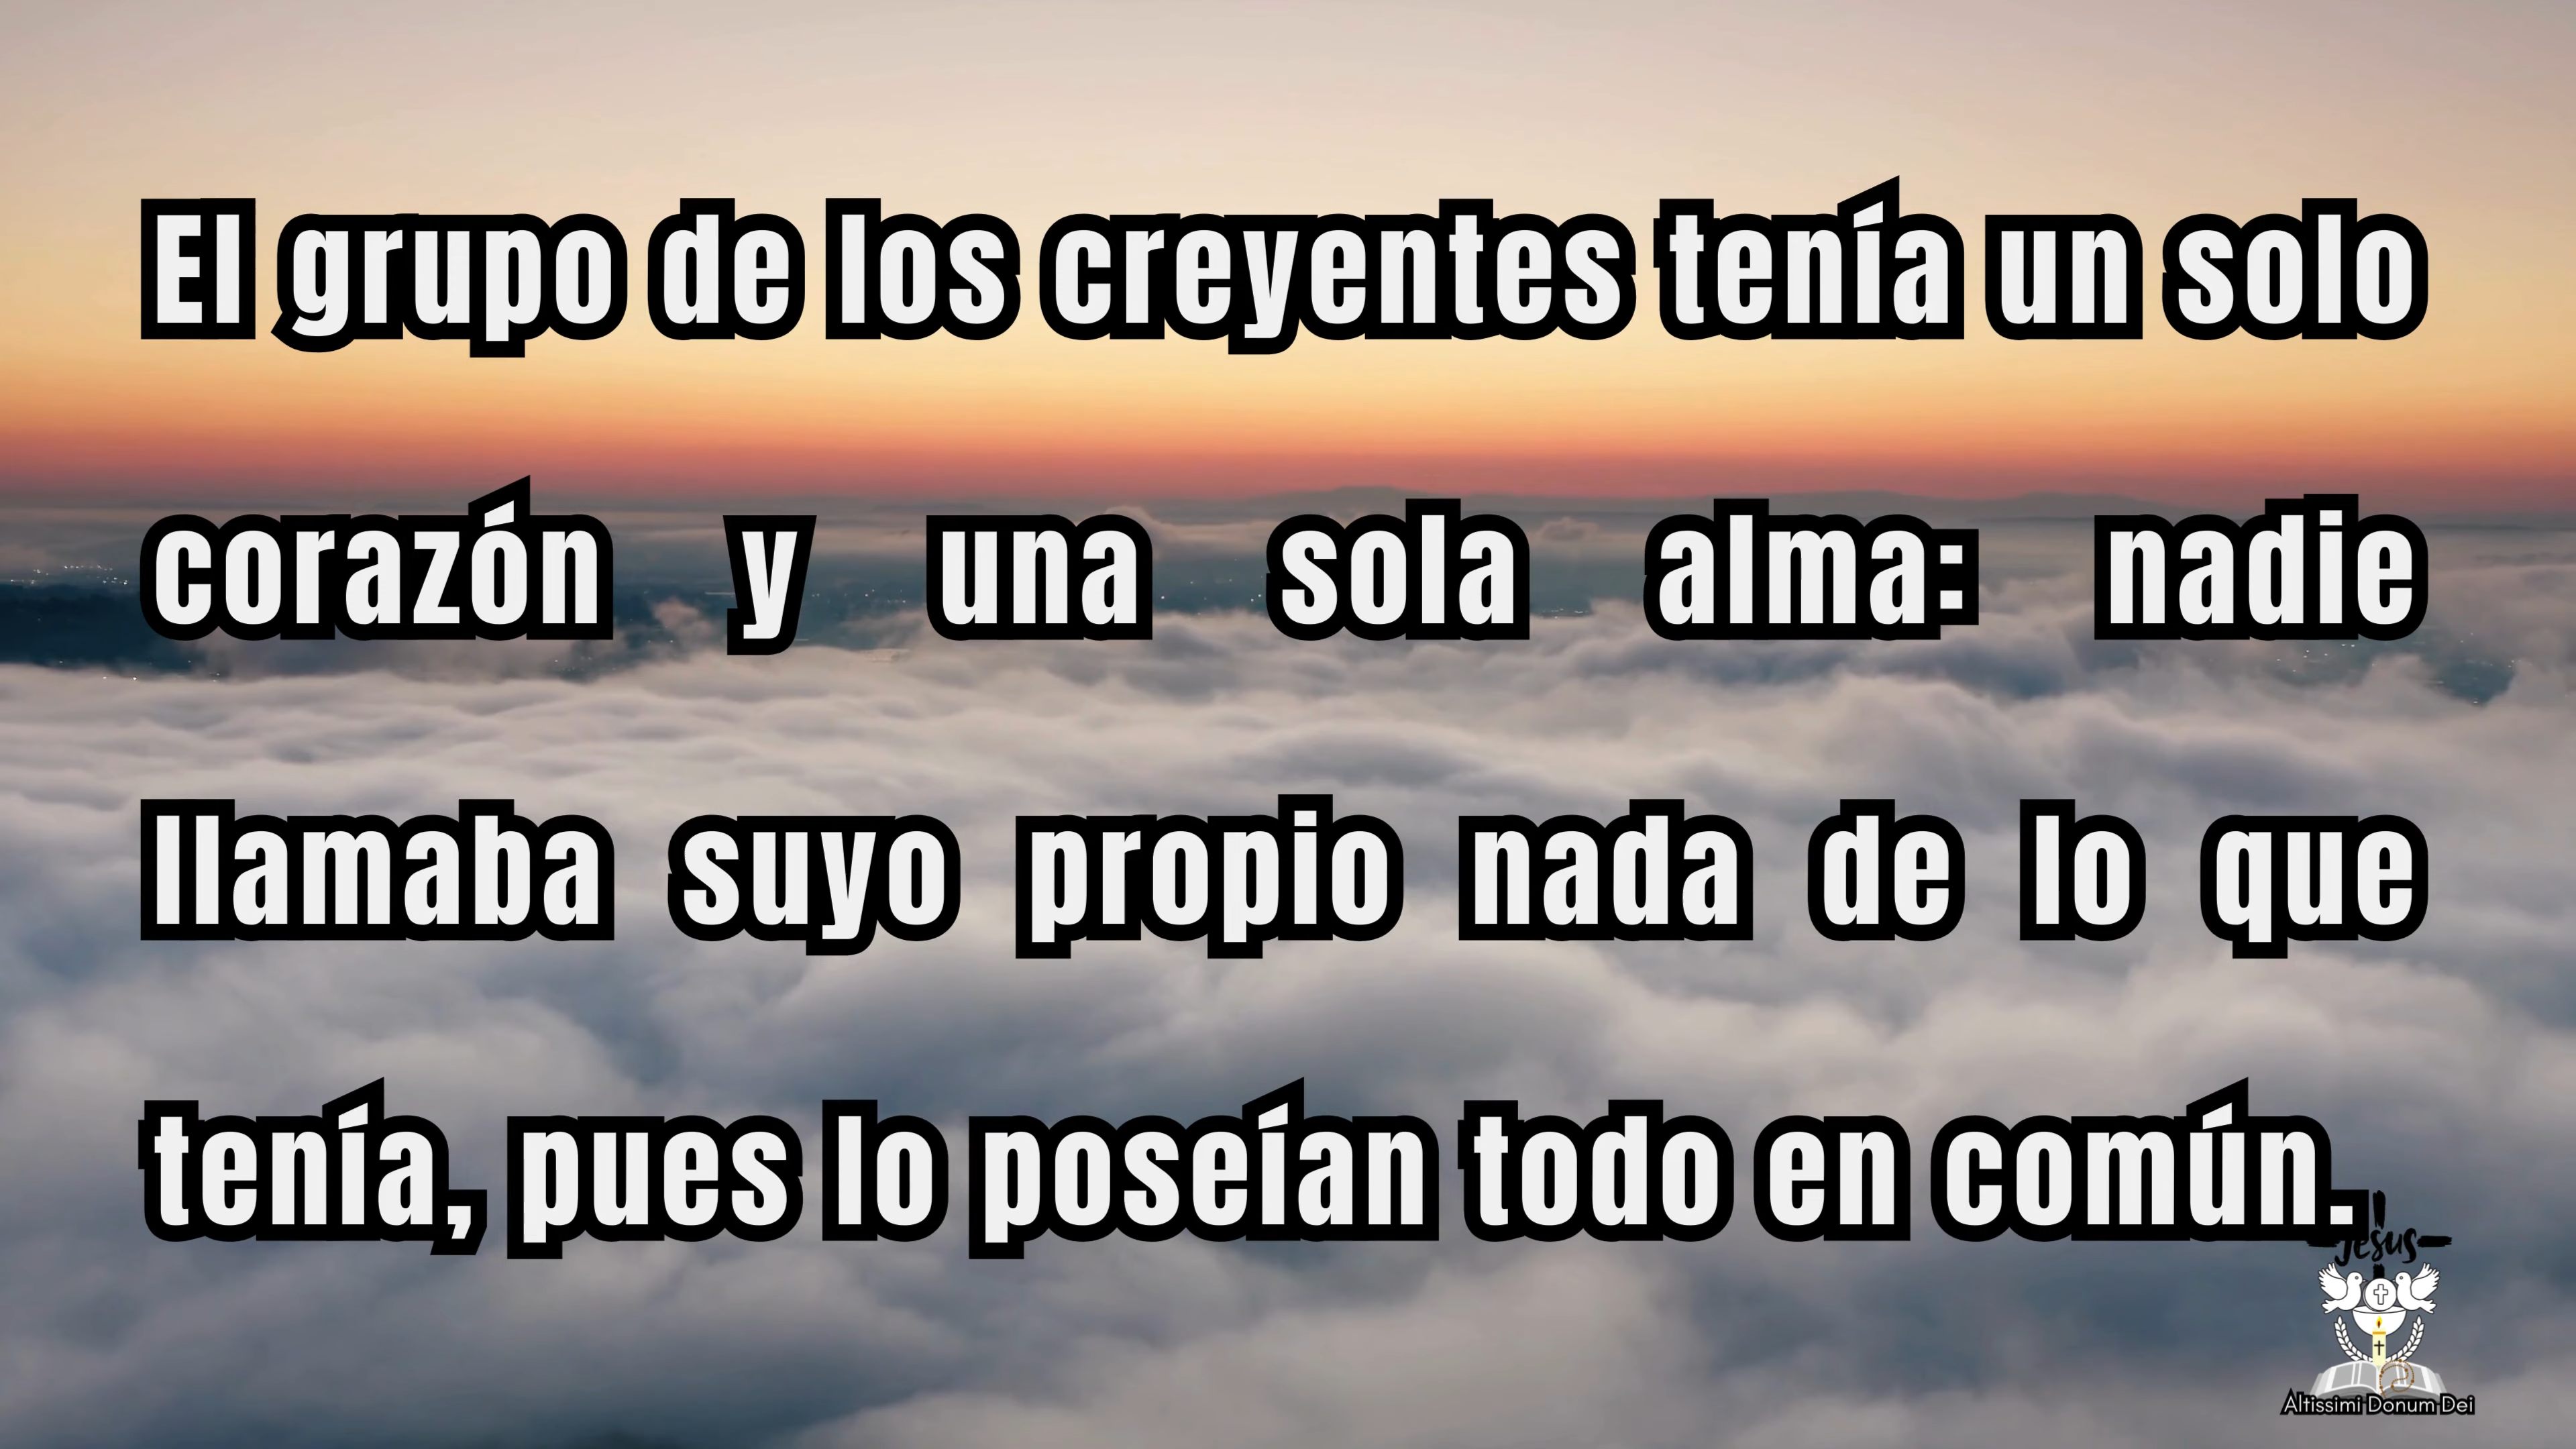 El grupo de los creyentes tenía un solo
corazón y una sola alma: nadie
llamaba suyo propio nada de lo que
tenía, pues lo poseían todo en común.
Jesus
Altissimi Donum Dei